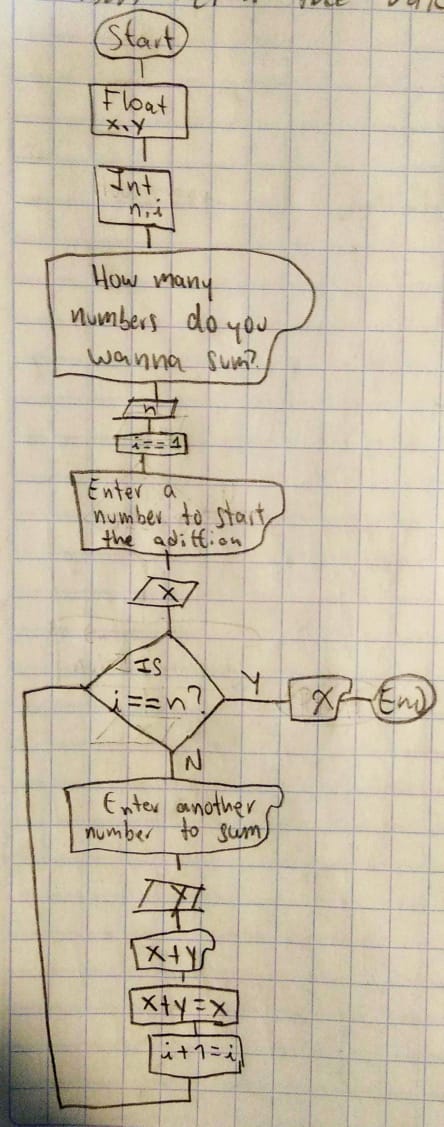 Start
Float
x,y
Int
n,i
How many
numbers do you
wanna sum?
n
i==1
Enter a
number to start
the adittion
X
Is
i==n?
Y
X
End
N
Enter another
number to sum
Y
x+y
x+y=x
i+1=i